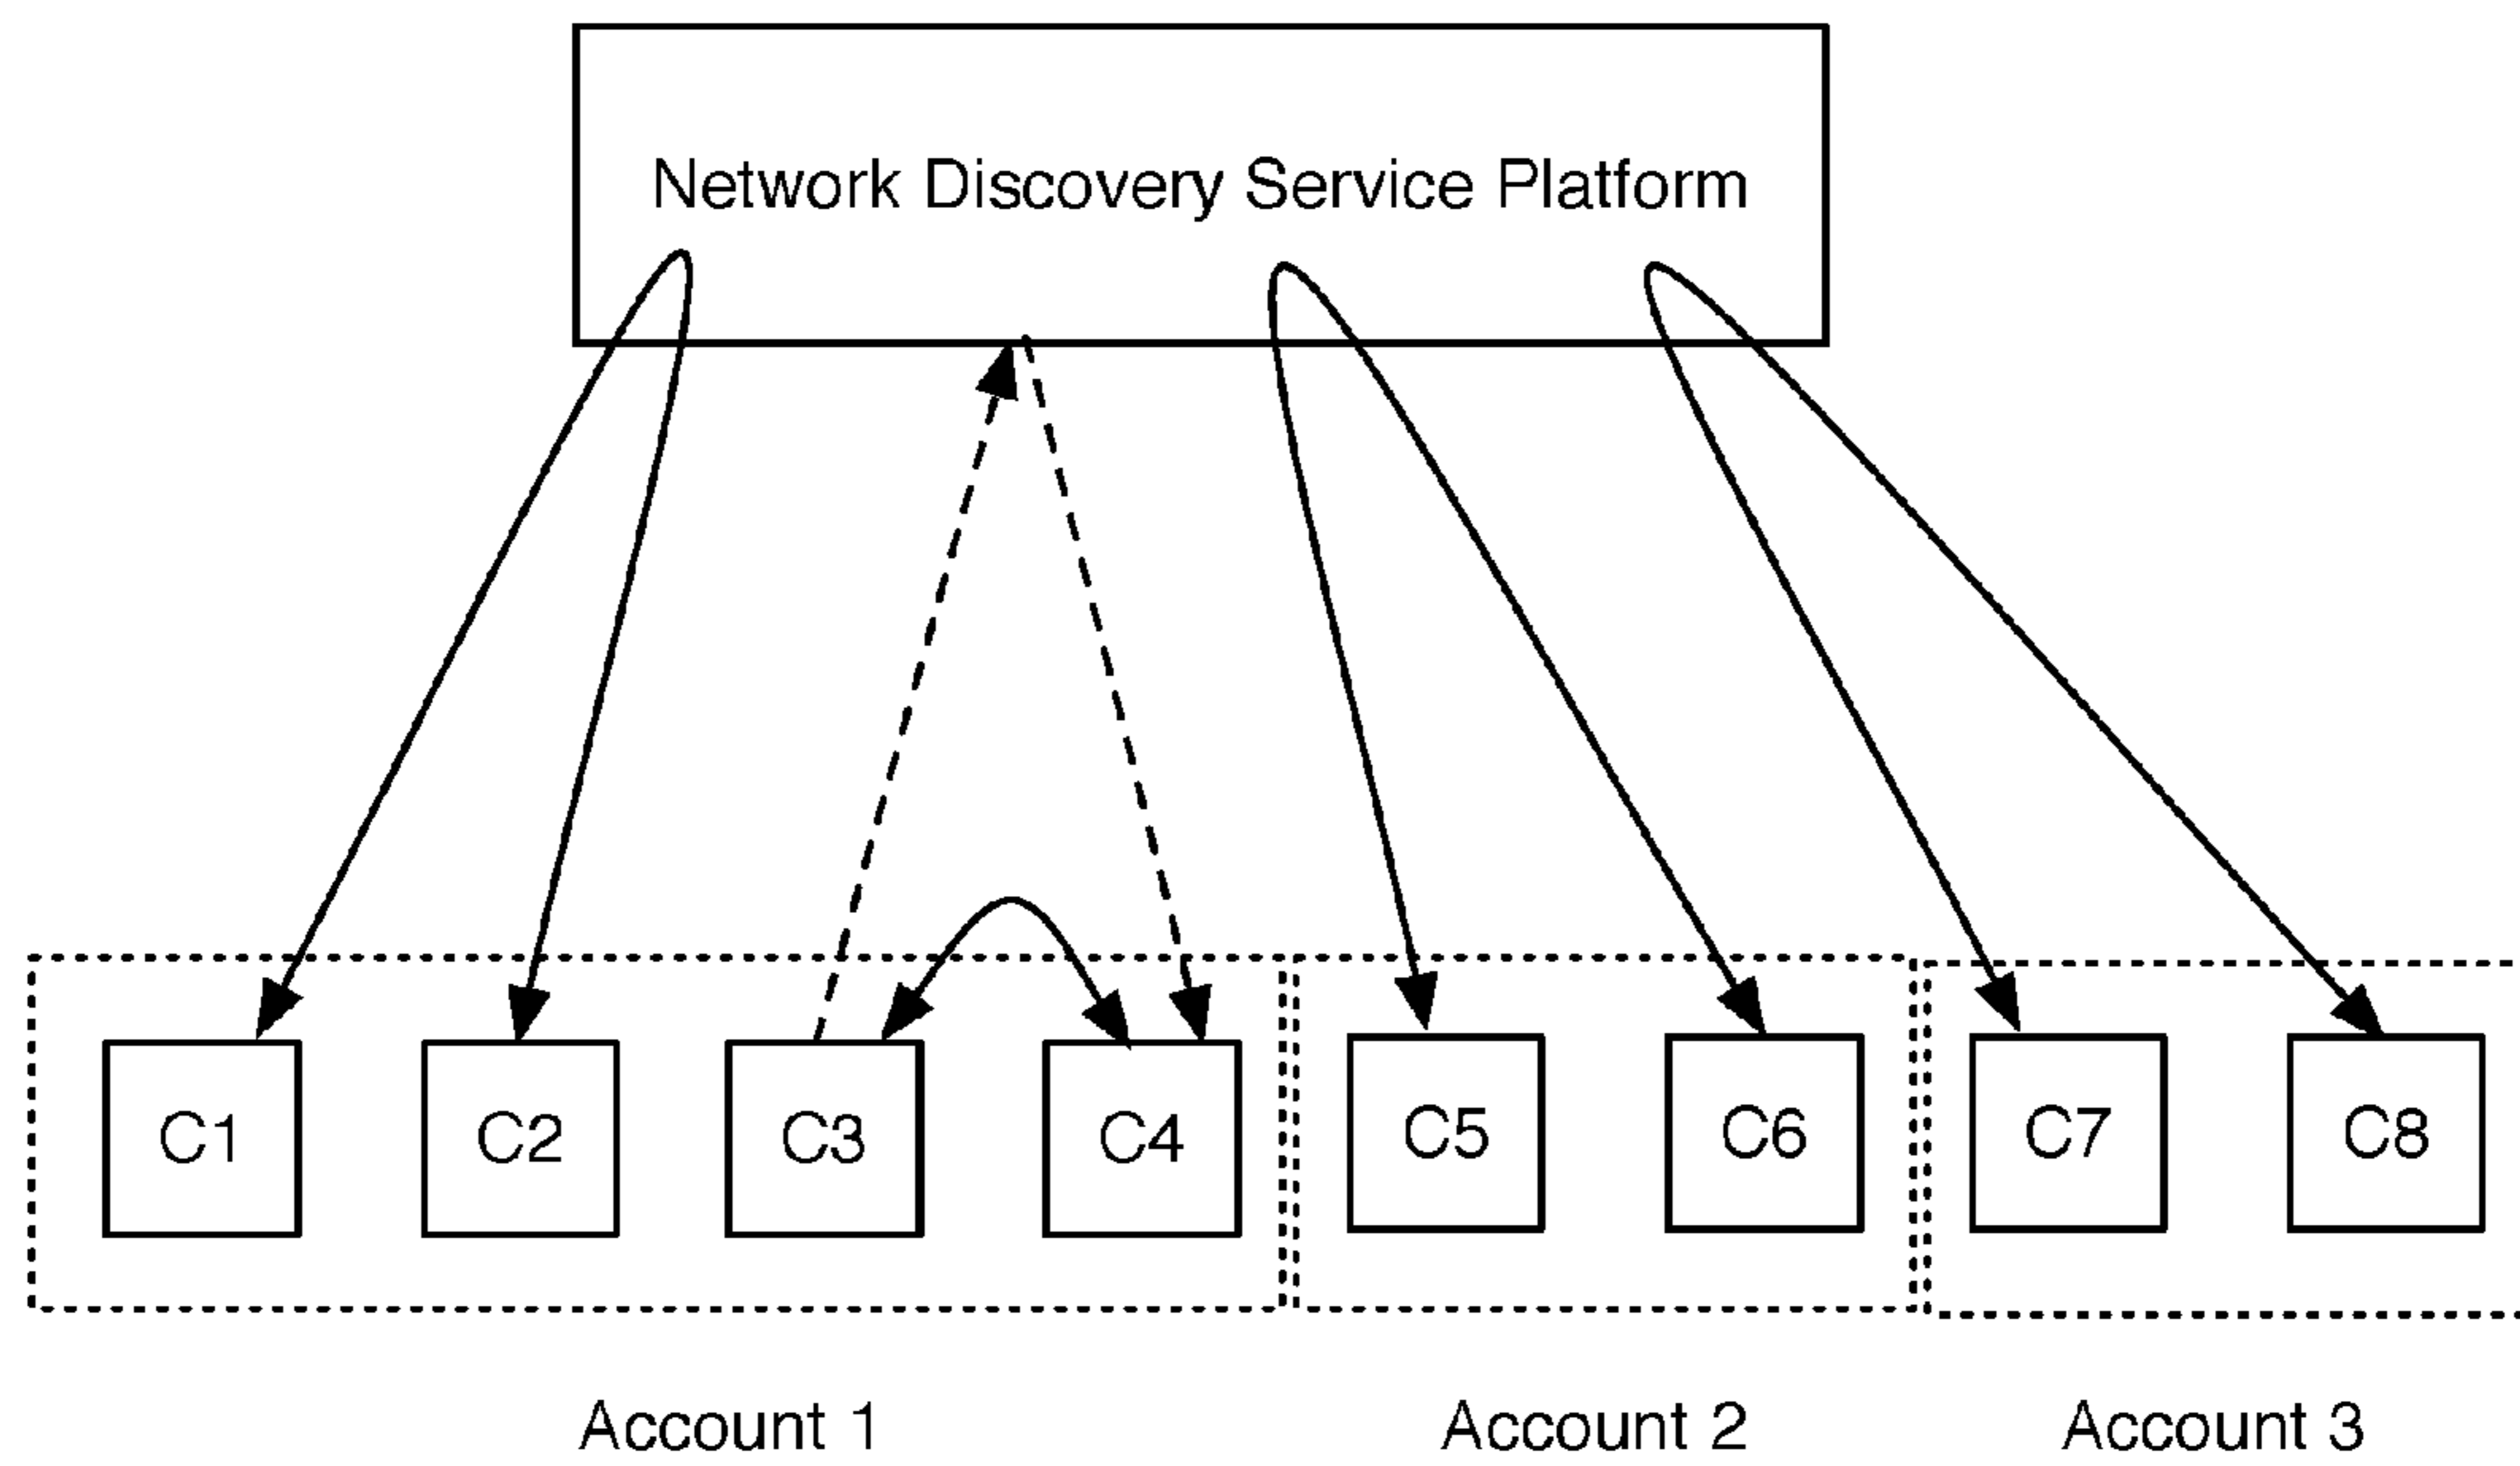 Network Discovery Service Platform
C1
C2
C3
C4
C5
C6
C7
C8
Account 1
Account 2
Account 3